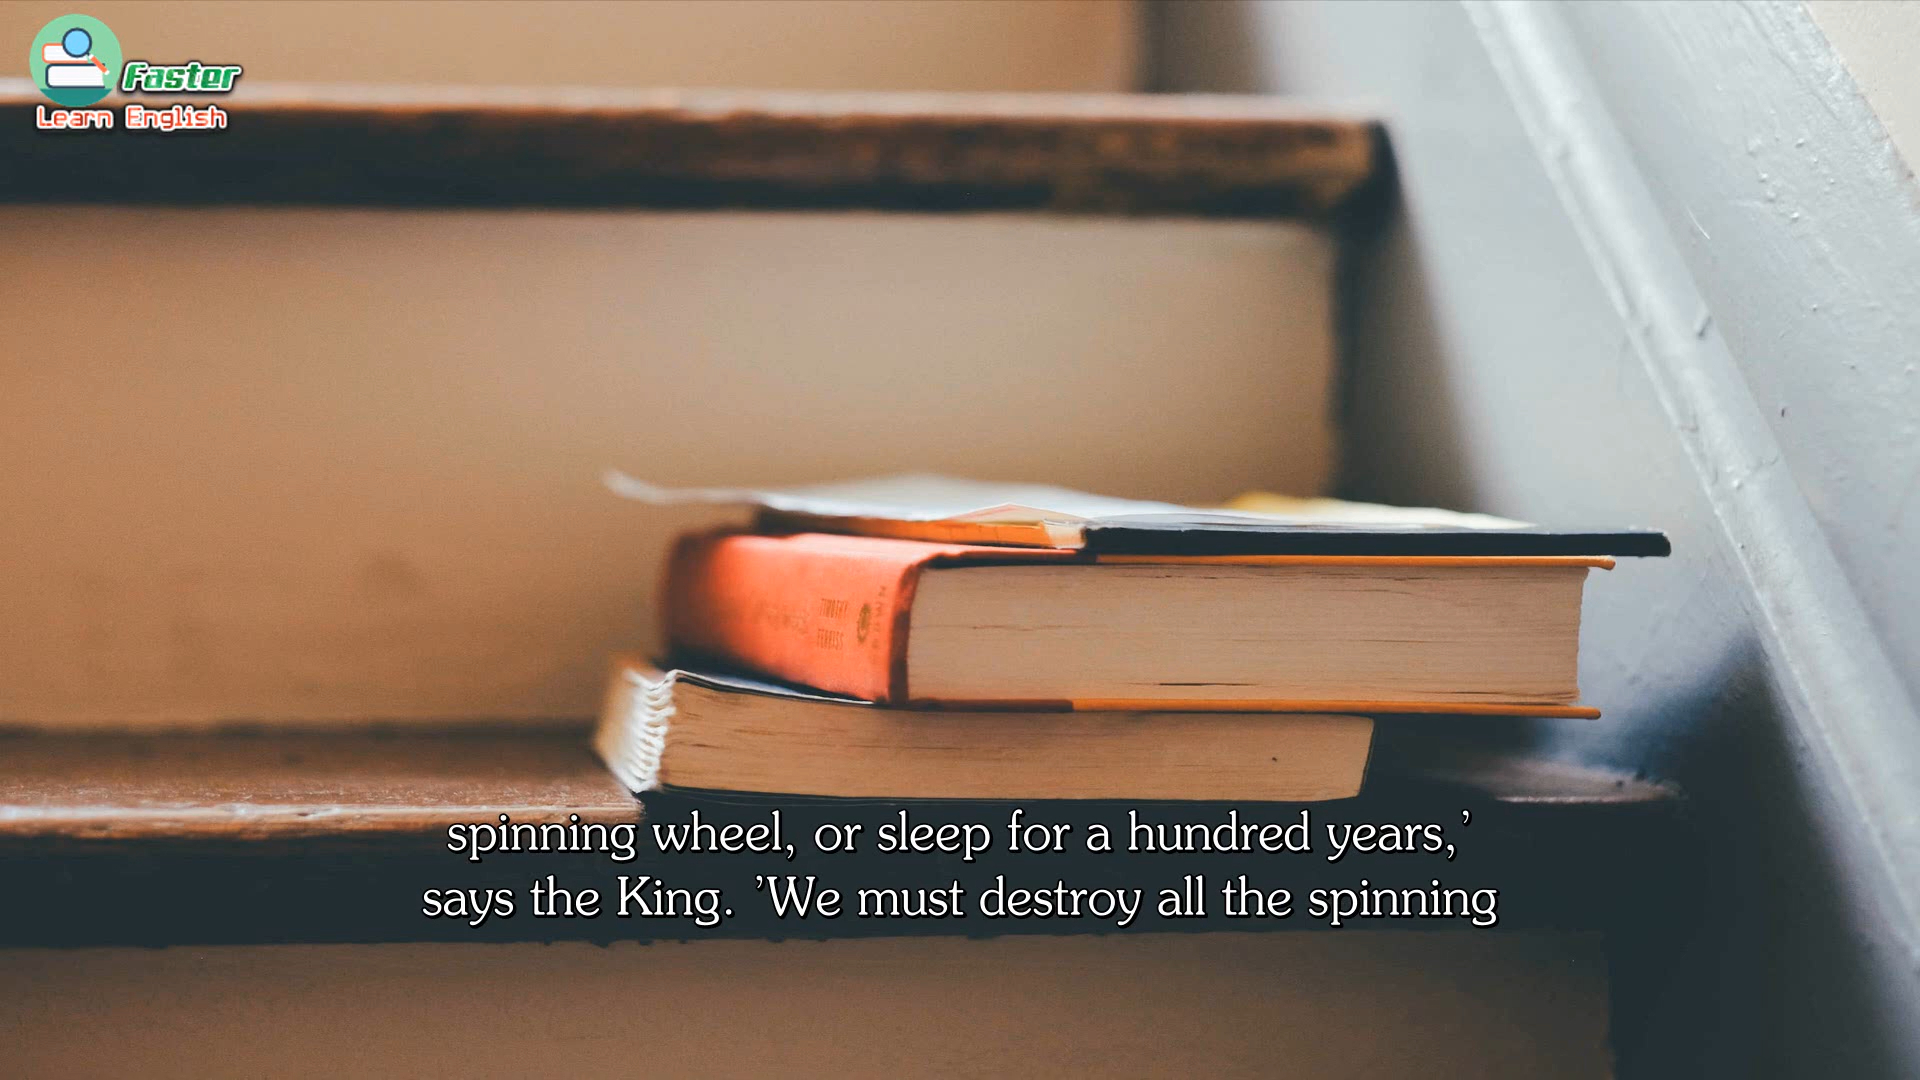 Faster
Learn English
spinning wheel, or sleep for a hundred years,’
says the King. ’We must destroy all the spinning